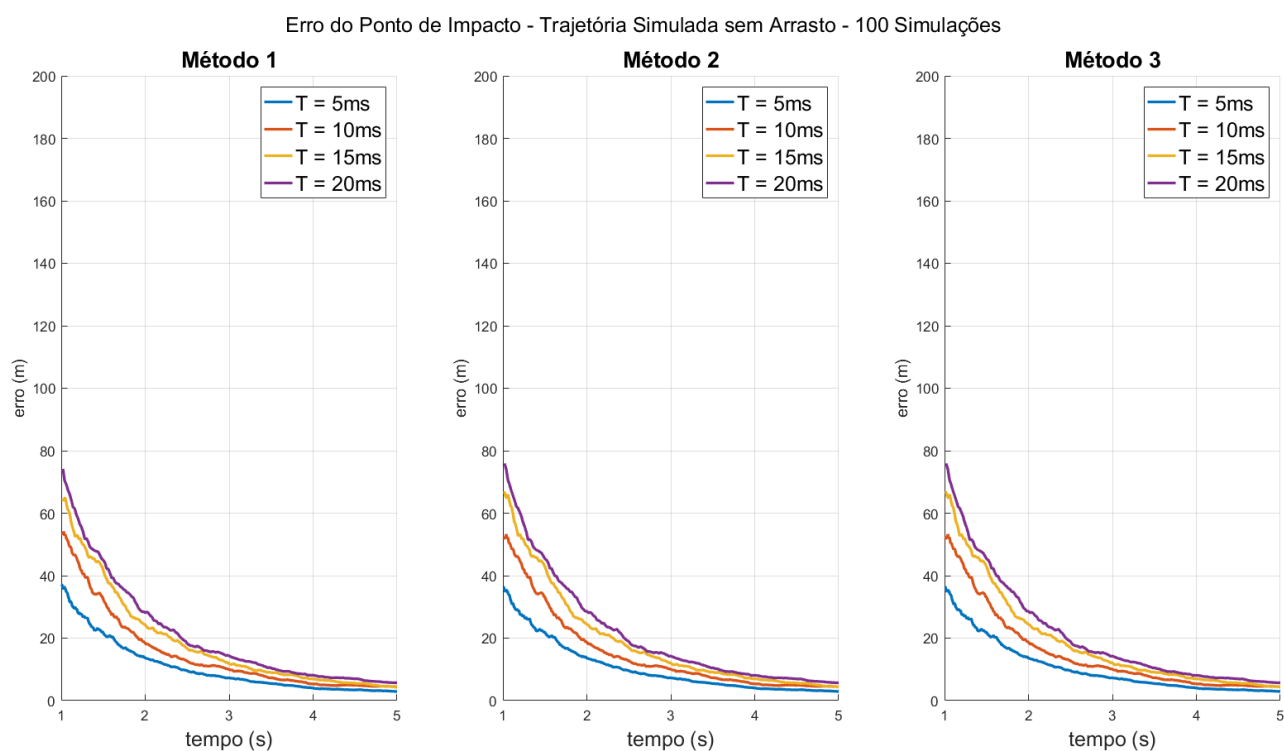 Erro do Ponto de Impacto - Trajetória Simulada sem Arrasto - 100 Simulações
Método 1
200
180
160
140
120
100
80
60
40
20
0
erro (m)
1
2
3
4
5
tempo (s)
T = 5ms
T = 10ms
T = 15ms
T = 20ms
Método 2
200
180
160
140
120
100
80
60
40
20
0
erro (m)
1
2
3
4
5
tempo (s)
T = 5ms
T = 10ms
T = 15ms
T = 20ms
Método 3
200
180
160
140
120
100
80
60
40
20
0
erro (m)
1
2
3
4
5
tempo (s)
T = 5ms
T = 10ms
T = 15ms
T = 20ms